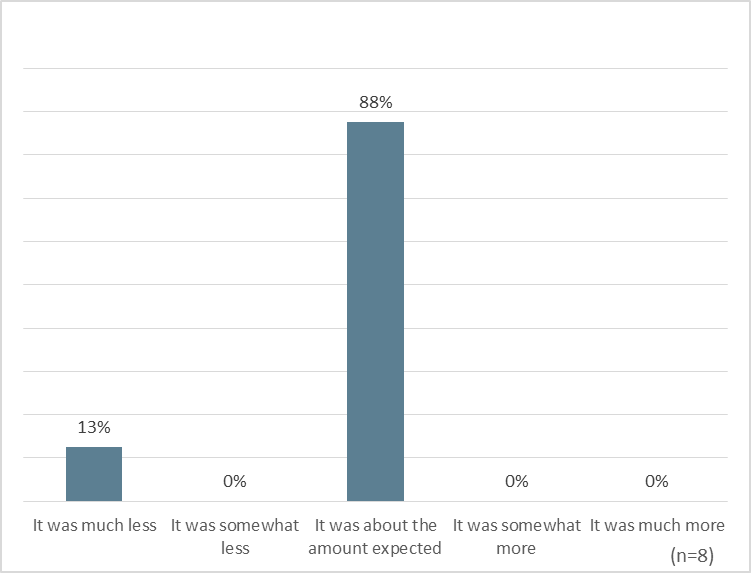 88%
13%
0%
0%
0%
It was much less
It was somewhat
less
It was about the
amount expected
It was somewhat
more
It was much more
(n=8)